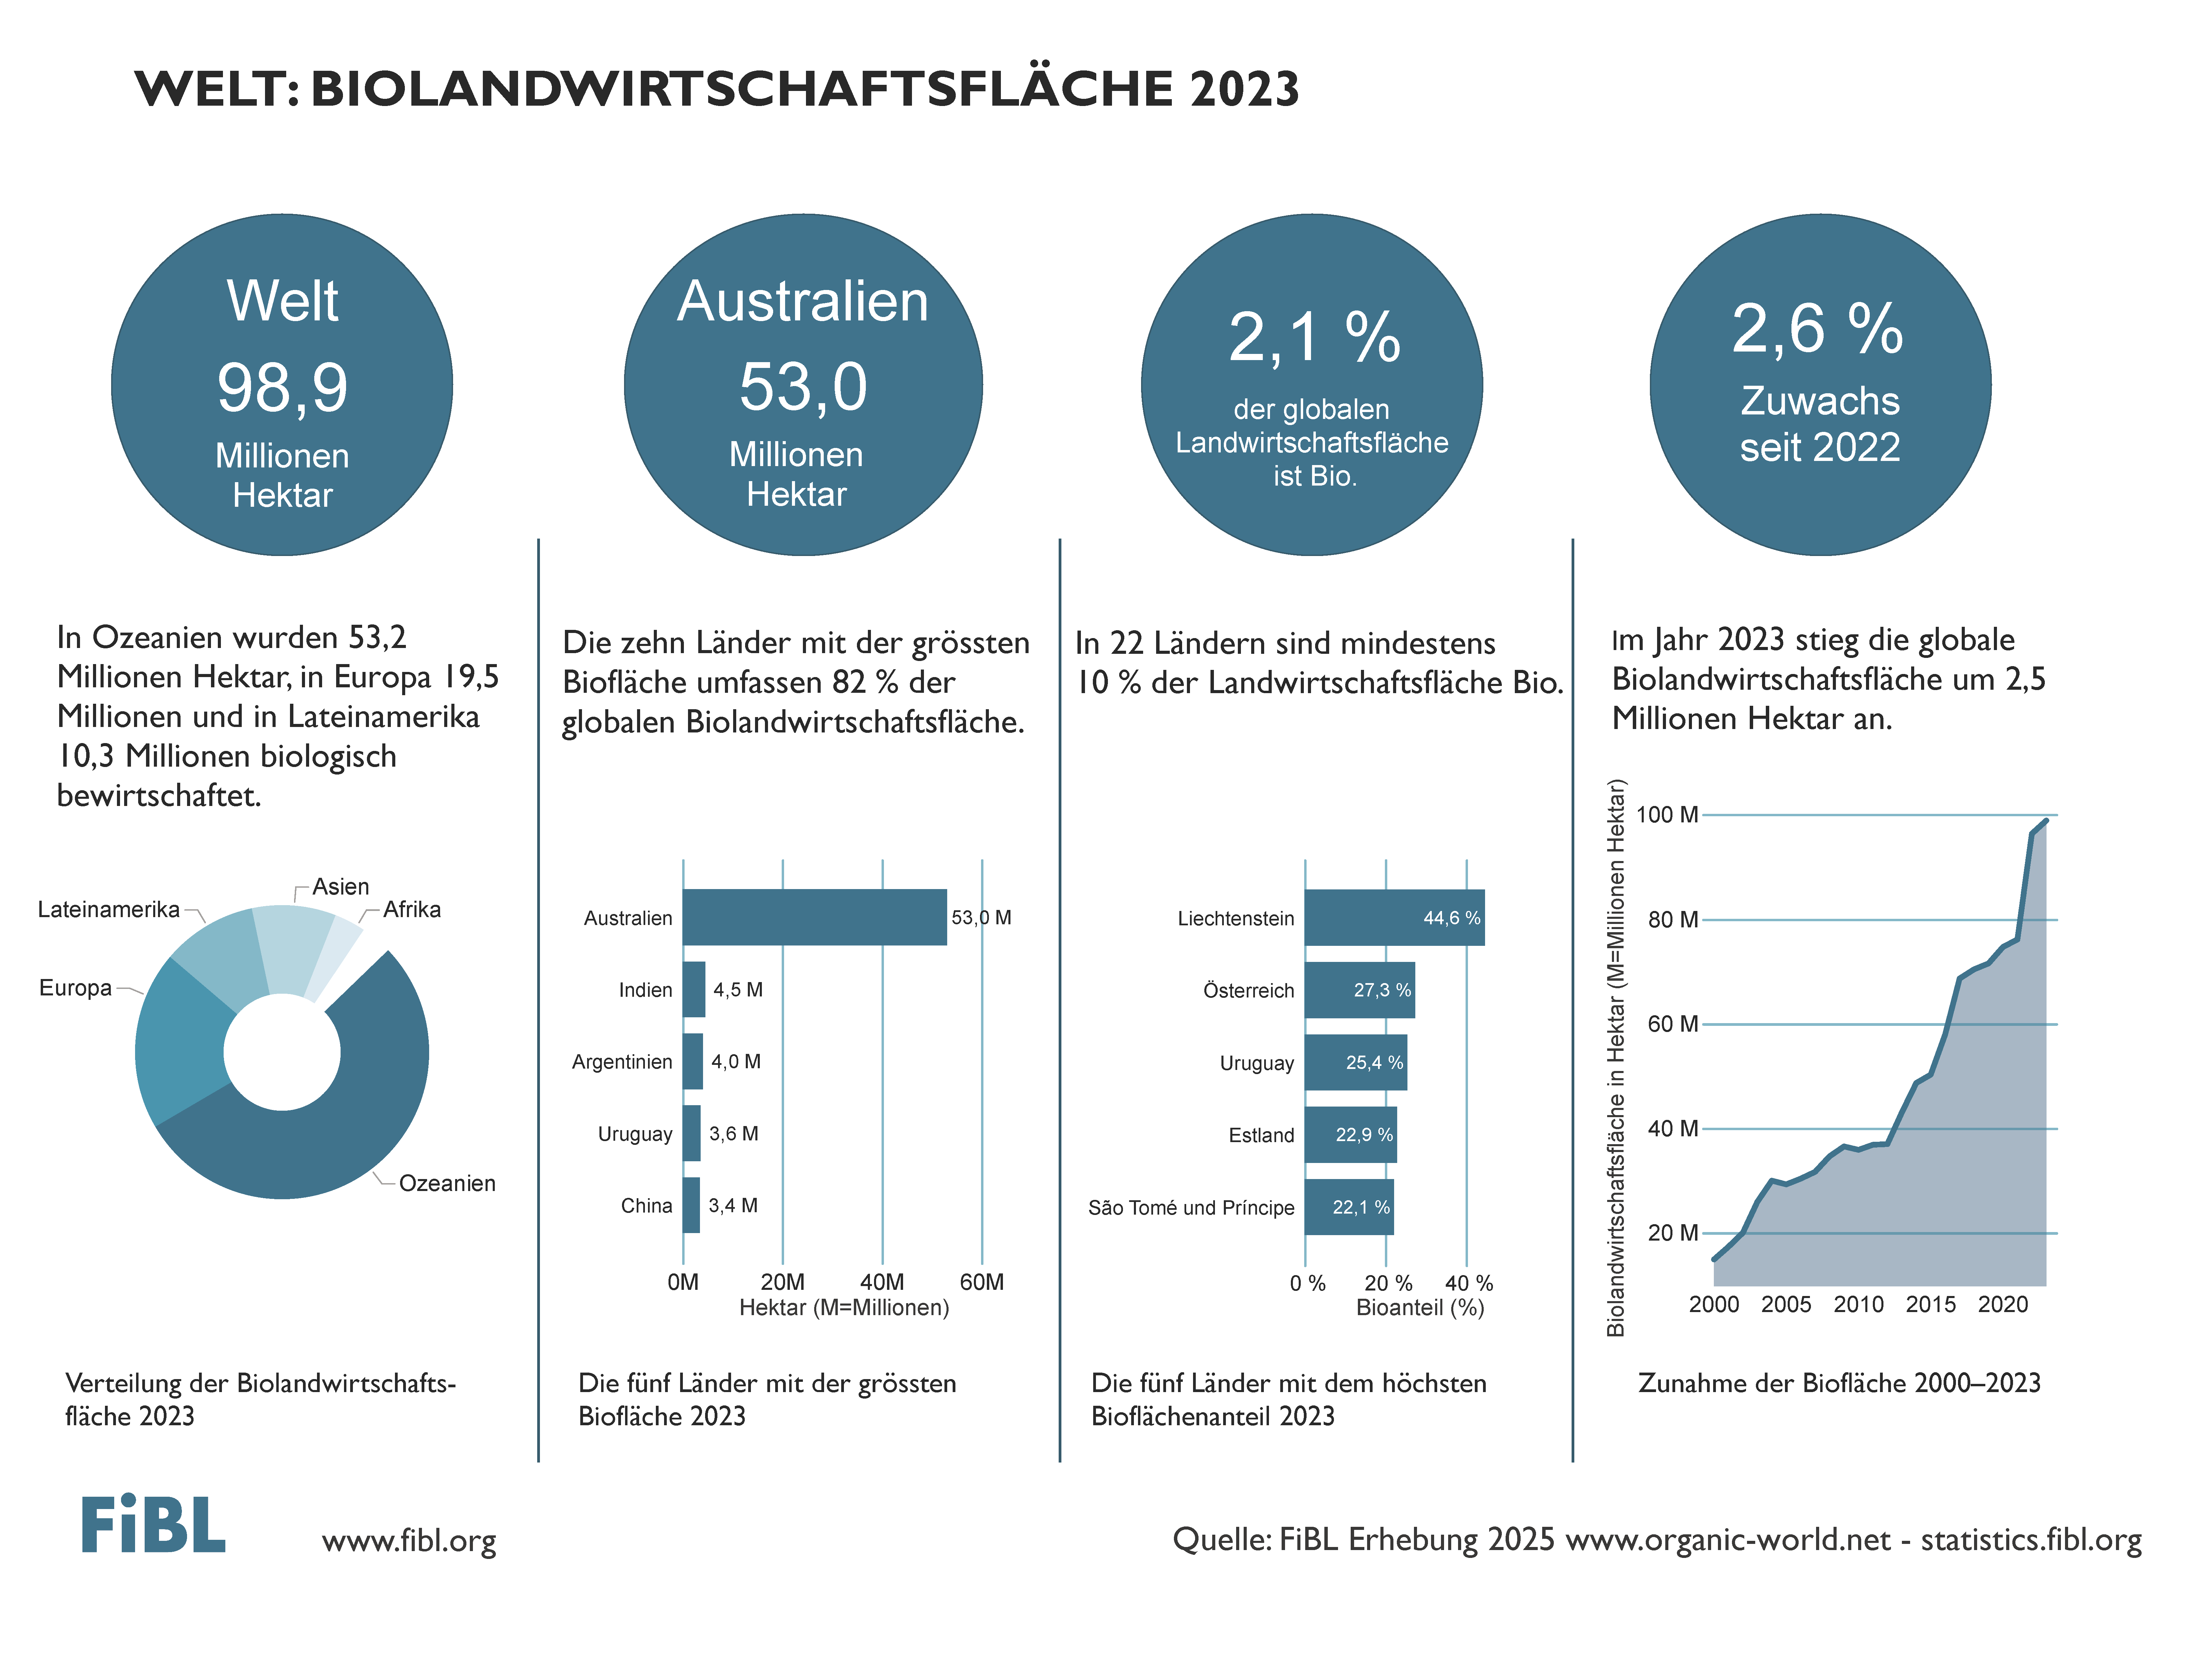 WELT: BIOLANDWIRTSCHAFTSFLÄCHE 2023
Welt
98,9
Millionen
Hektar
In Ozeanien wurden 53,2
Millionen Hektar, in Europa 19,5
Millionen und in Lateinamerika
10,3 Millionen biologisch
bewirtschaftet.
Asien
Lateinamerika
Afrika
Europa
Ozeanien
Verteilung der Biolandwirtschafts-
fläche 2023
Australien
53,0
Millionen
Hektar
Die zehn Länder mit der grössten
Biofläche umfassen 82 % der
globalen Biolandwirtschaftsfläche.
Australien 53,0 M
Indien 4,5 M
Argentinien 4,0 M
Uruguay 3,6 M
China 3,4 M
0M 20M 40M 60M
Hektar (M=Millionen)
Die fünf Länder mit der grössten
Biofläche 2023
2,1 %
der globalen
Landwirtschaftsfläche
ist Bio.
In 22 Ländern sind mindestens
10 % der Landwirtschaftsfläche Bio.
Liechtenstein 44,6 %
Österreich 27,3 %
Uruguay 25,4 %
Estland 22,9 %
São Tomé und Príncipe 22,1 %
0 % 20 % 40 %
Bioanteil (%)
Die fünf Länder mit dem höchsten
Bioflächenanteil 2023
2,6 %
Zuwachs
seit 2022
Im Jahr 2023 stieg die globale
Biolandwirtschaftsfläche um 2,5
Millionen Hektar an.
Biolandwirtschaftsfläche in Hektar (M=Millionen Hektar)
100 M
80 M
60 M
40 M
20 M
2000 2005 2010 2015 2020
Zunahme der Biofläche 2000–2023
FiBL
www.fibl.org
Quelle: FiBL Erhebung 2025 www.organic-world.net - statistics.fibl.org